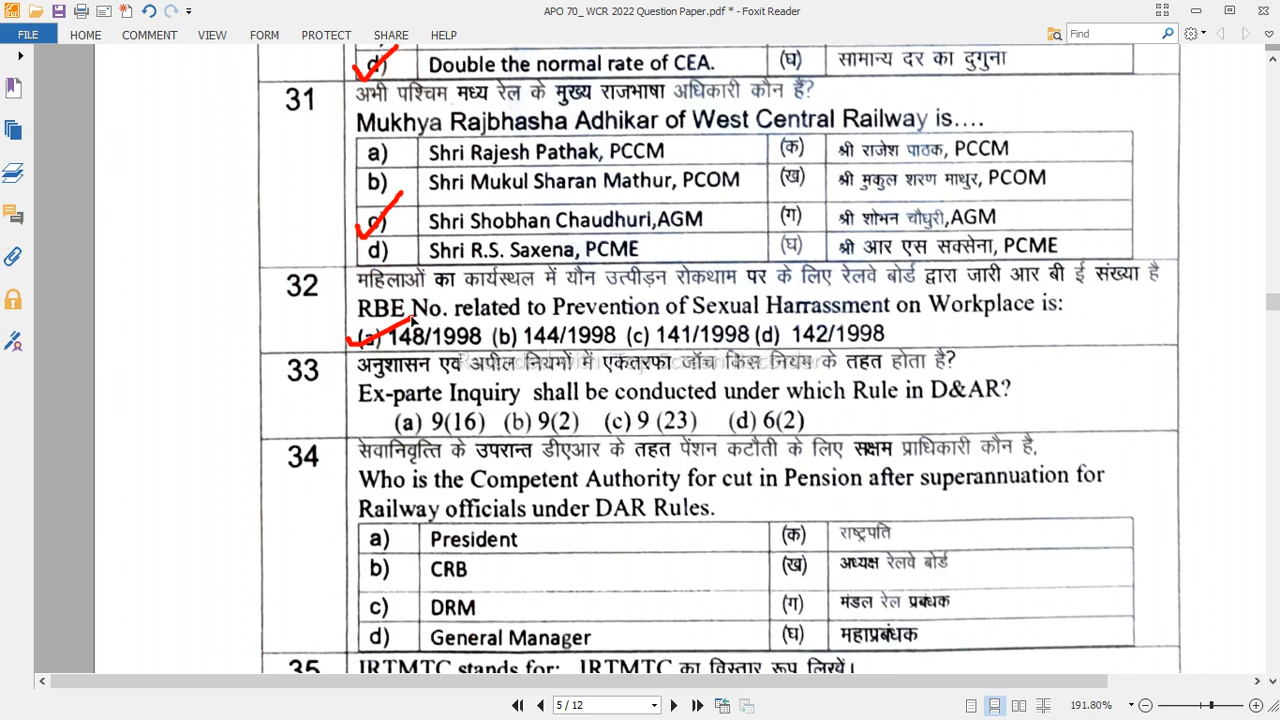 APO 70_ WCR 2022 Question Paper.pdf * - Foxit Reader
FILE HOME COMMENT VIEW FORM PROTECT SHARE HELP Find
d) Double the normal rate of CEA. (घ) सामान्य दर का दुगुना
31 अभी पश्चिम मध्य रेल के मुख्य राजभाषा अधिकारी कौन हैं?
Mukhya Rajbhasha Adhikar of West Central Railway is....
a) Shri Rajesh Pathak, PCCM (क) श्री राजेश पाठक, PCCM
b) Shri Mukul Sharan Mathur, PCOM (ख) श्री मुकुल शरण माथुर, PCOM
c) Shri Shobhan Chaudhuri,AGM (ग) श्री शोभन चौधुरी,AGM
d) Shri R.S. Saxena, PCME (घ) श्री आर एस सक्सेना, PCME
32 महिलाओं का कार्यस्थल में यौन उत्पीड़न रोकथाम पर के लिए रेलवे बोर्ड द्वारा जारी आर बी ई संख्या है
RBE No. related to Prevention of Sexual Harrassment on Workplace is:
(a) 148/1998 (b) 144/1998 (c) 141/1998 (d) 142/1998
33 अनुशासन एवं अपील नियमों में एकतरफा जॉच किस नियम के तहत होता है?
Ex-parte Inquiry shall be conducted under which Rule in D&AR?
(a) 9(16) (b) 9(2) (c) 9 (23) (d) 6(2)
34 सेवानिवृत्ति के उपरान्त डीएआर के तहत पेंशन कटौती के लिए सक्षम प्राधिकारी कौन है,
Who is the Competent Authority for cut in Pension after superannuation for
Railway officials under DAR Rules.
a) President (क) राष्ट्रपति
b) CRB (ख) अध्यक्ष रेलवे बोर्ड
c) DRM (ग) मंडल रेल प्रबंधक
d) General Manager (घ) महाप्रबंधक
35 IRTMTC stands for: IRTMTC का विस्तार रूप लिखें।
5 / 12 191.80%